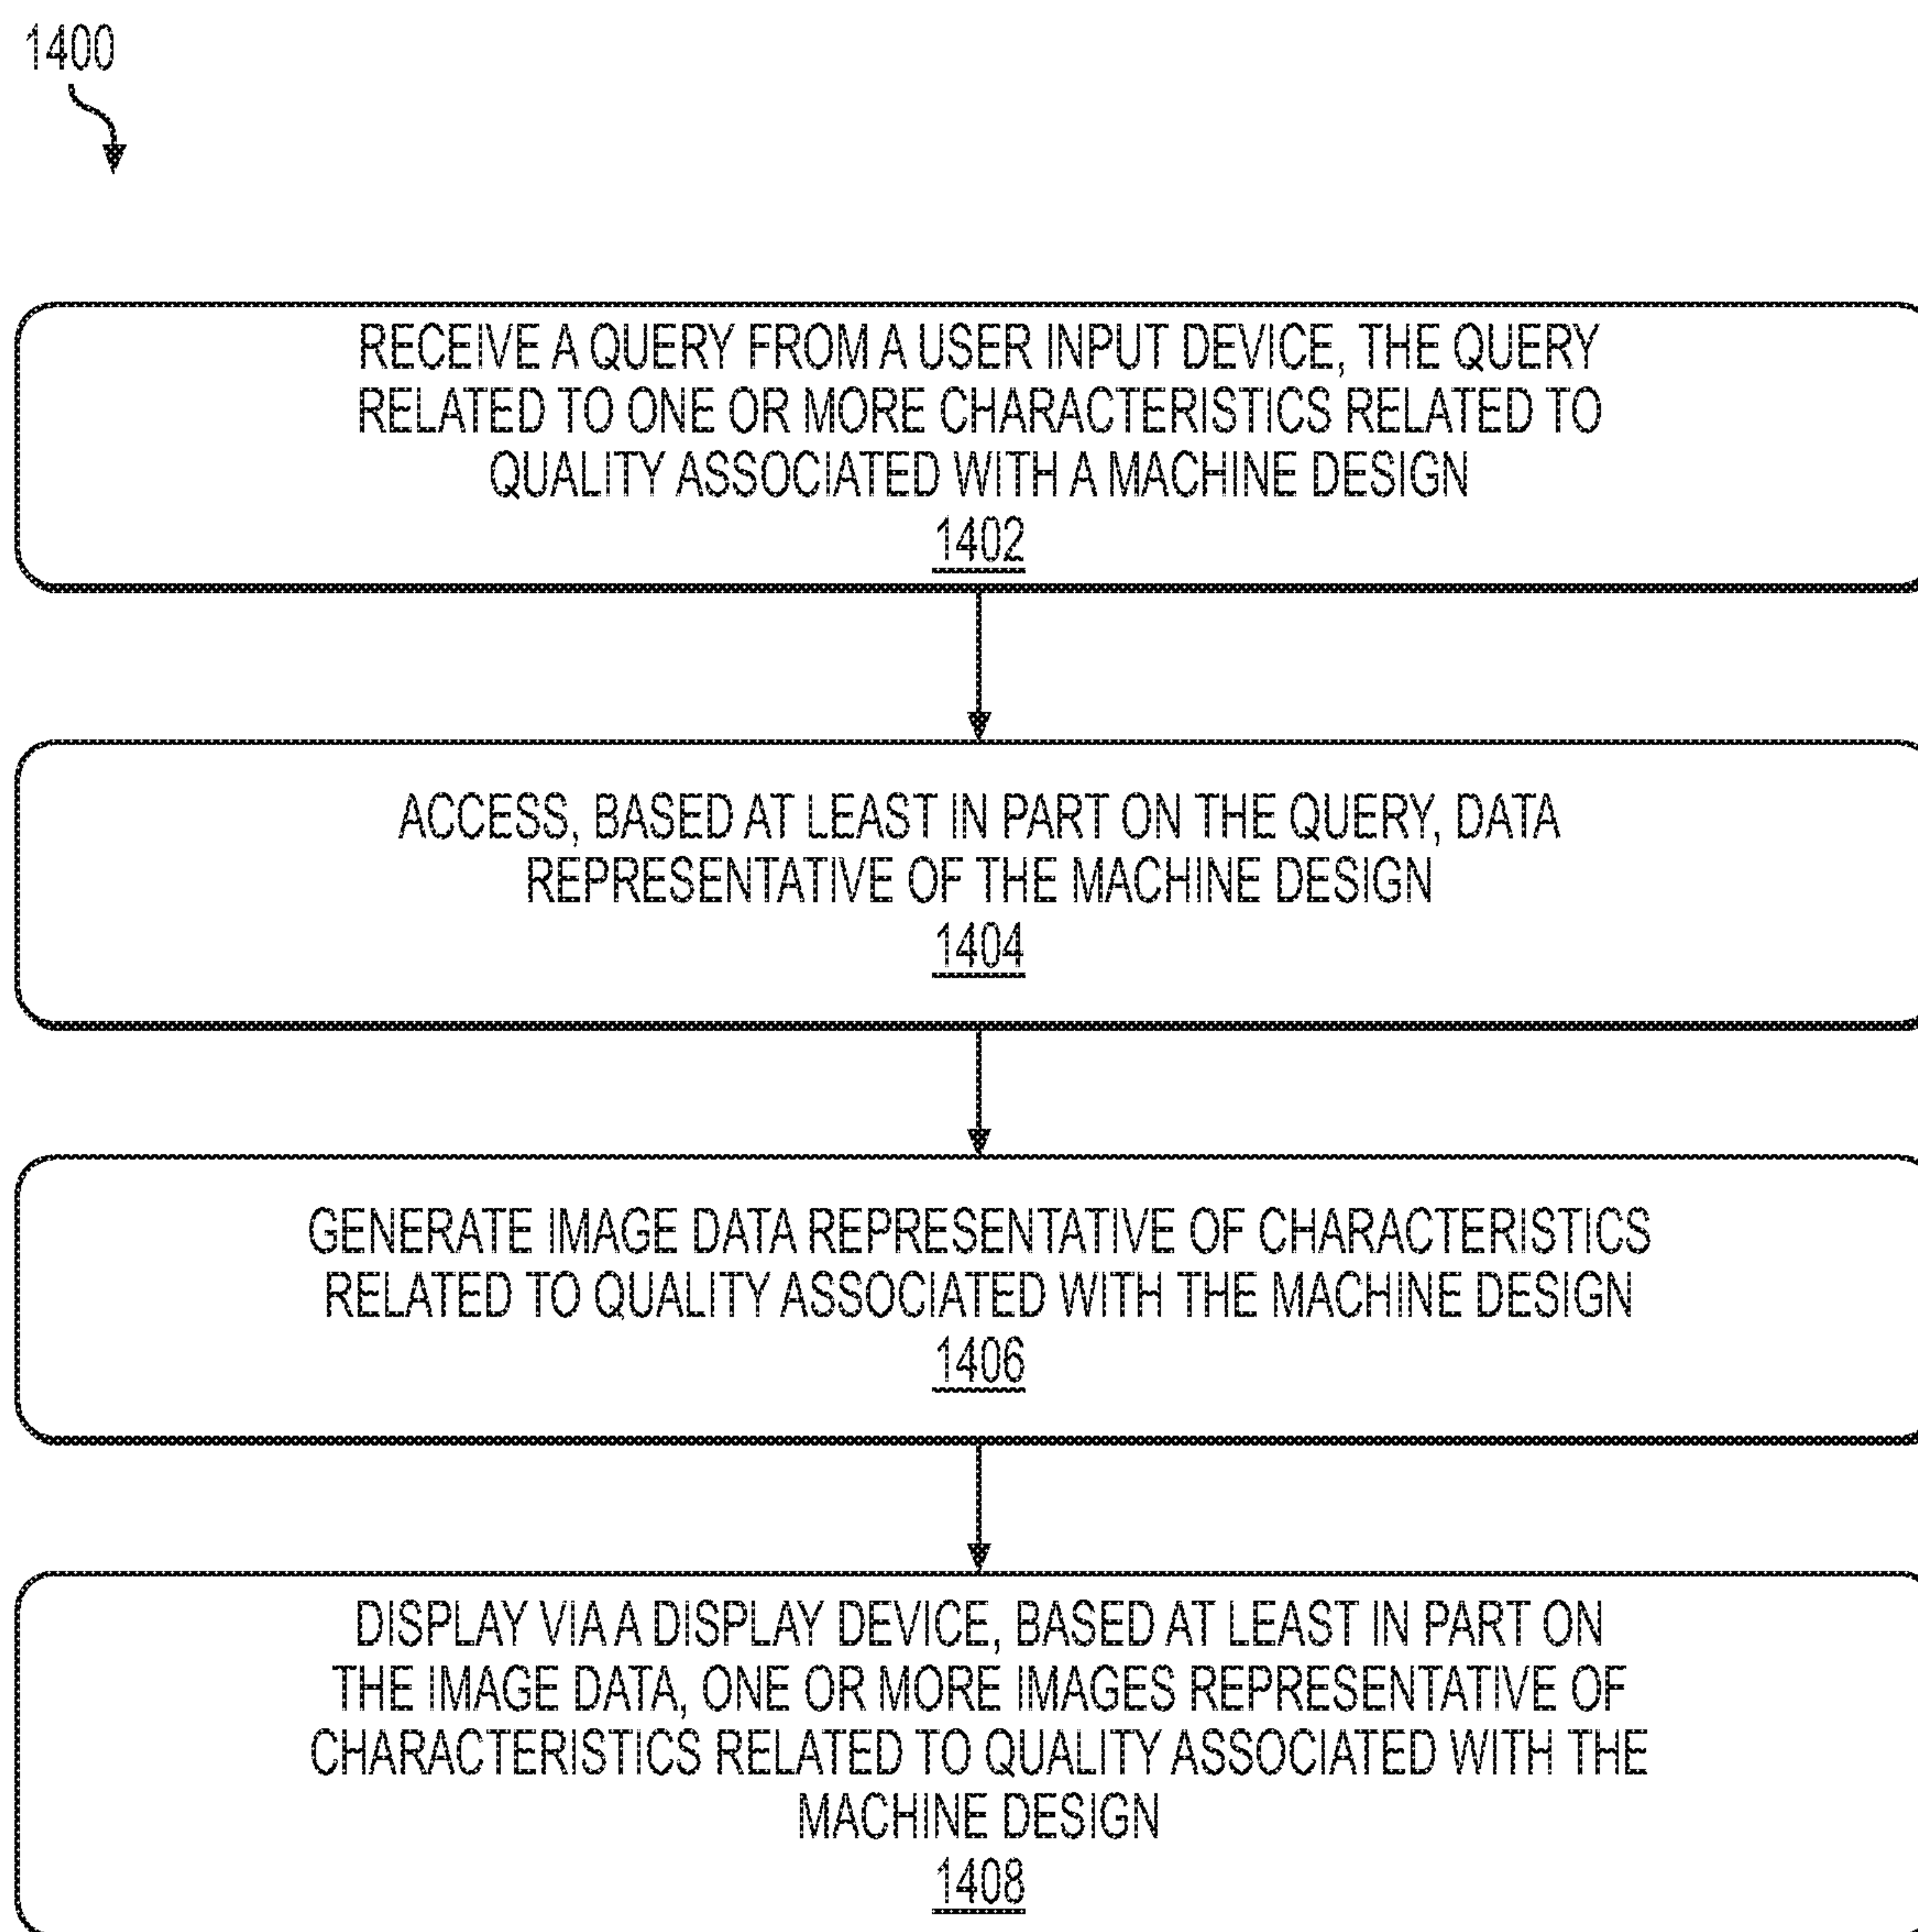 1400
RECEIVE A QUERY FROM A USER INPUT DEVICE, THE QUERY
RELATED TO ONE OR MORE CHARACTERISTICS RELATED TO
QUALITY ASSOCIATED WITH A MACHINE DESIGN
1402
ACCESS, BASED AT LEAST IN PART ON THE QUERY, DATA
REPRESENTATIVE OF THE MACHINE DESIGN
1404
GENERATE IMAGE DATA REPRESENTATIVE OF CHARACTERISTICS
RELATED TO QUALITY ASSOCIATED WITH THE MACHINE DESIGN
1406
DISPLAY VIA A DISPLAY DEVICE, BASED AT LEAST IN PART ON
THE IMAGE DATA, ONE OR MORE IMAGES REPRESENTATIVE OF
CHARACTERISTICS RELATED TO QUALITY ASSOCIATED WITH THE
MACHINE DESIGN
1408